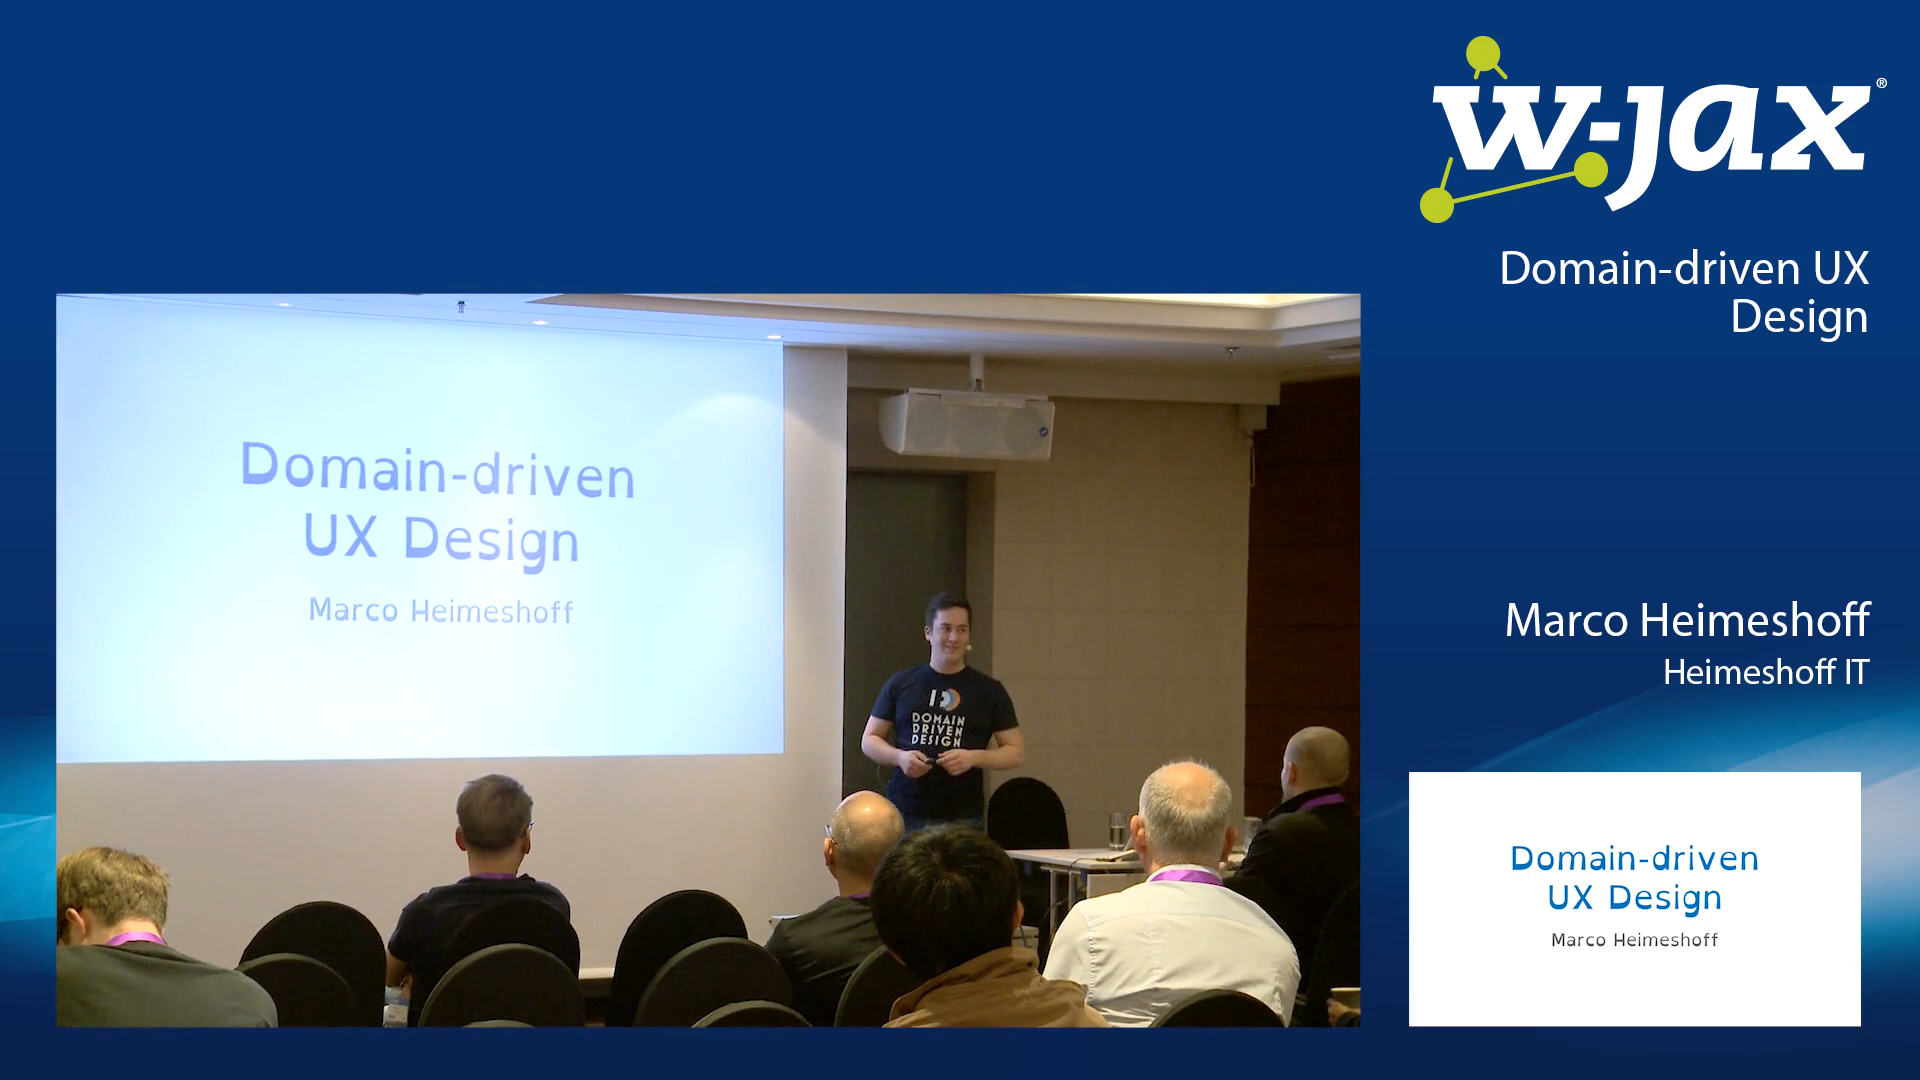 w-jax®
Domain-driven UX
Design
Domain-driven
UX Design
Marco Heimeshoff
DOMAIN
DRIVEN
DESIGN
Marco Heimeshoff
Heimeshoff IT
Domain-driven
UX Design
Marco Heimeshoff